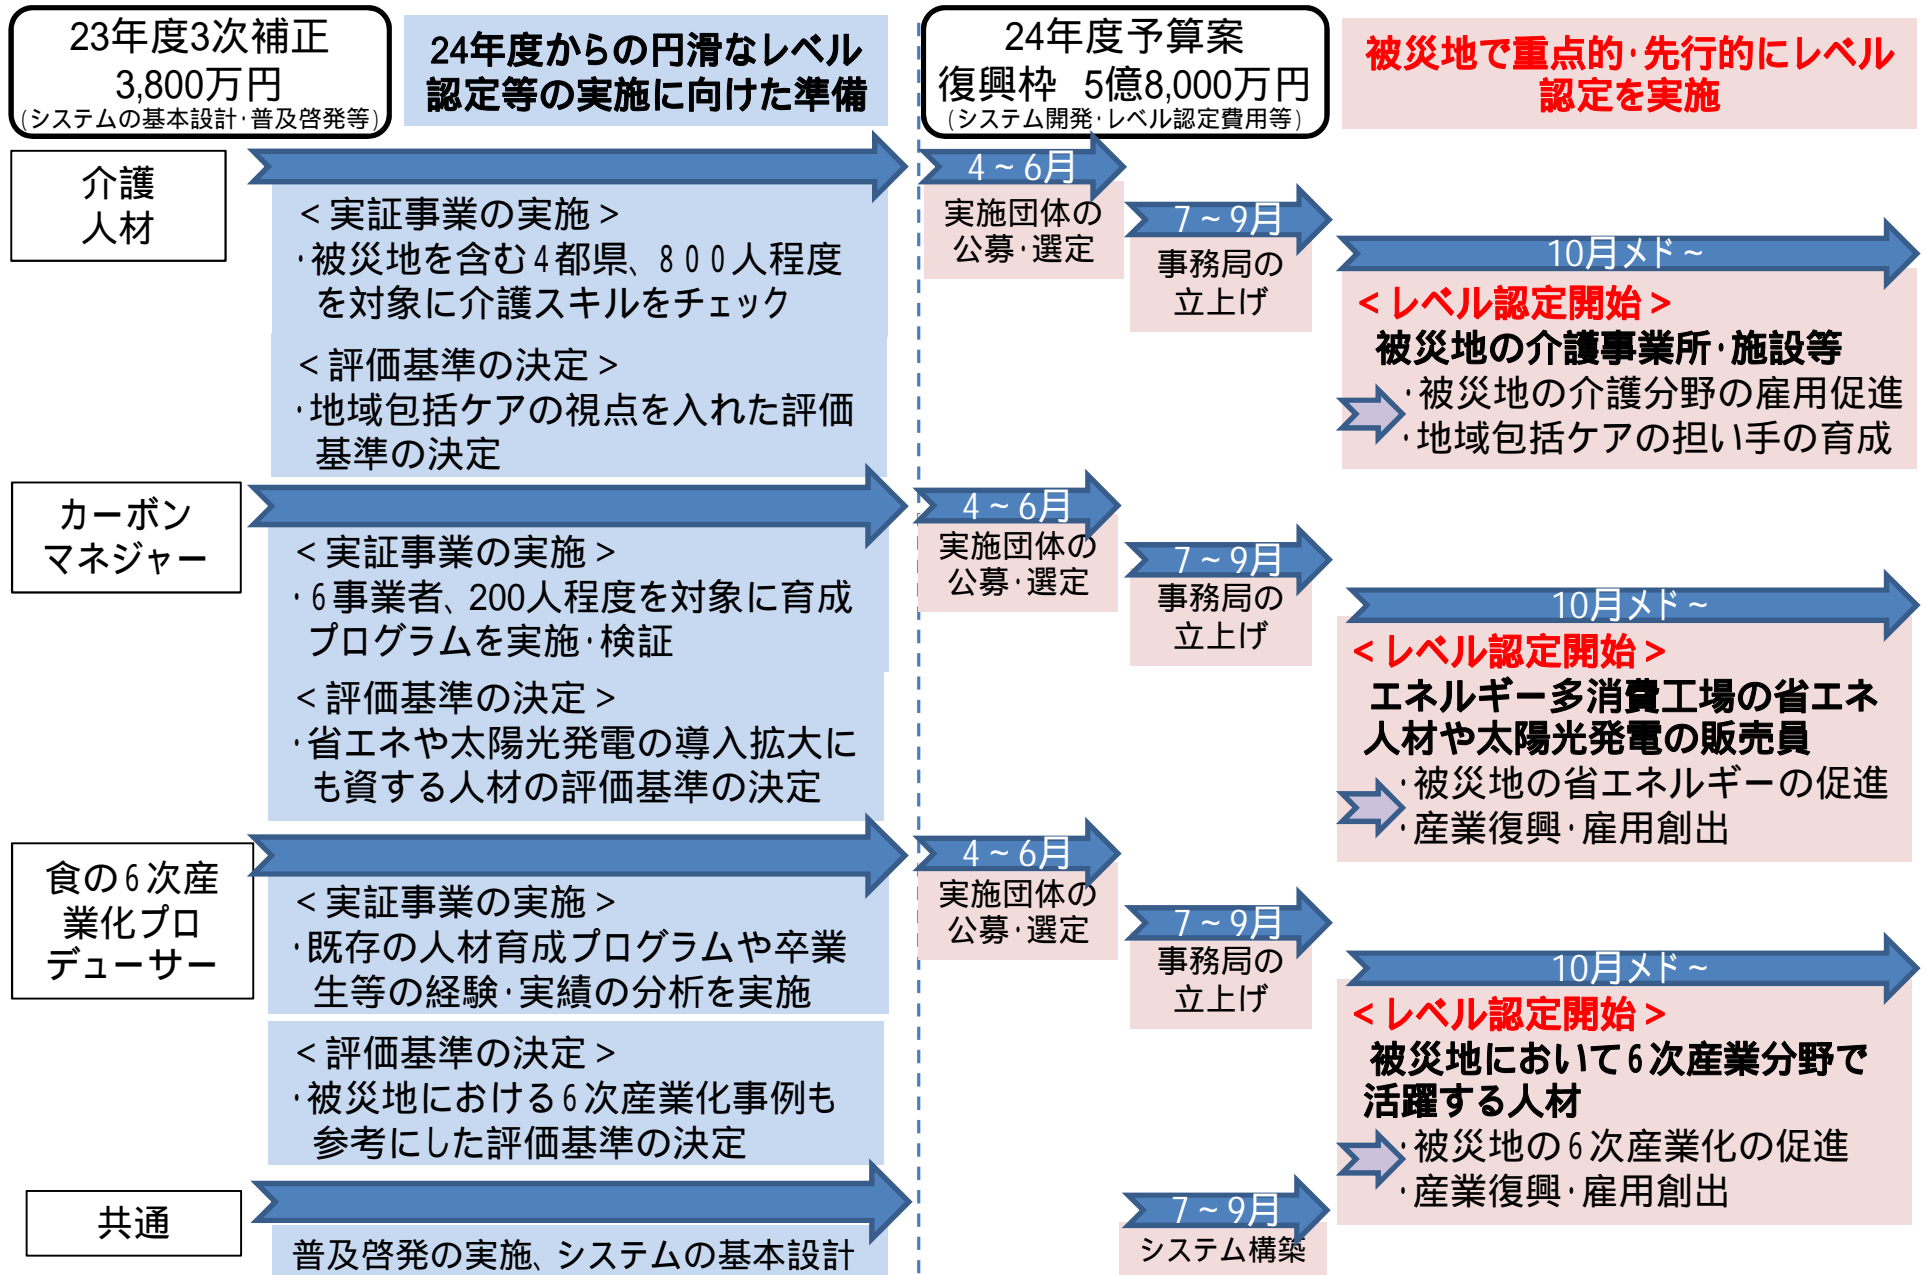 23年度3次補正
3,800万円
(システムの基本設計・普及啓発等)
24年度からの円滑なレベル
認定等の実施に向けた準備
24年度予算案
復興枠 5億8,000万円
(システム開発・レベル認定費用等)
被災地で重点的・先行的にレベル
認定を実施
介護
人材
<実証事業の実施>
・被災地を含む4都県、800人程度
を対象に介護スキルをチェック
<評価基準の決定>
・地域包括ケアの視点を入れた評価
基準の決定
4~6月
実施団体の
公募・選定
7~9月
事務局の
立上げ
10月メド~
<レベル認定開始>
被災地の介護事業所・施設等
・被災地の介護分野の雇用促進
・地域包括ケアの担い手の育成
カーボン
マネジャー
<実証事業の実施>
・6事業者、200人程度を対象に育成
プログラムを実施・検証
<評価基準の決定>
・省エネや太陽光発電の導入拡大に
も資する人材の評価基準の決定
4~6月
実施団体の
公募・選定
7~9月
事務局の
立上げ
10月メド~
<レベル認定開始>
エネルギー多消費工場の省エネ
人材や太陽光発電の販売員
・被災地の省エネルギーの促進
・産業復興・雇用創出
食の6次産
業化プロ
デューサー
<実証事業の実施>
・既存の人材育成プログラムや卒業
生等の経験・実績の分析を実施
<評価基準の決定>
・被災地における6次産業化事例も
参考にした評価基準の決定
4~6月
実施団体の
公募・選定
7~9月
事務局の
立上げ
10月メド~
<レベル認定開始>
被災地において6次産業分野で
活躍する人材
・被災地の6次産業化の促進
・産業復興・雇用創出
共通
普及啓発の実施、システムの基本設計
7~9月
システム構築